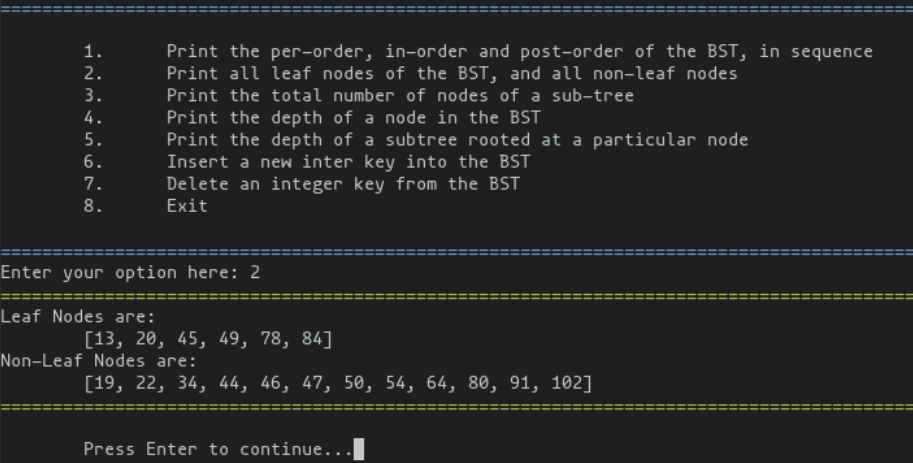 1. Print the per-order, in-order and post-order of the BST, in sequence
2. Print all leaf nodes of the BST, and all non-leaf nodes
3. Print the total number of nodes of a sub-tree
4. Print the depth of a node in the BST
5. Print the depth of a subtree rooted at a particular node
6. Insert a new inter key into the BST
7. Delete an integer key from the BST
8. Exit
Enter your option here: 2
Leaf Nodes are:
[13, 20, 45, 49, 78, 84]
Non-Leaf Nodes are:
[19, 22, 34, 44, 46, 47, 50, 54, 64, 80, 91, 102]
Press Enter to continue...